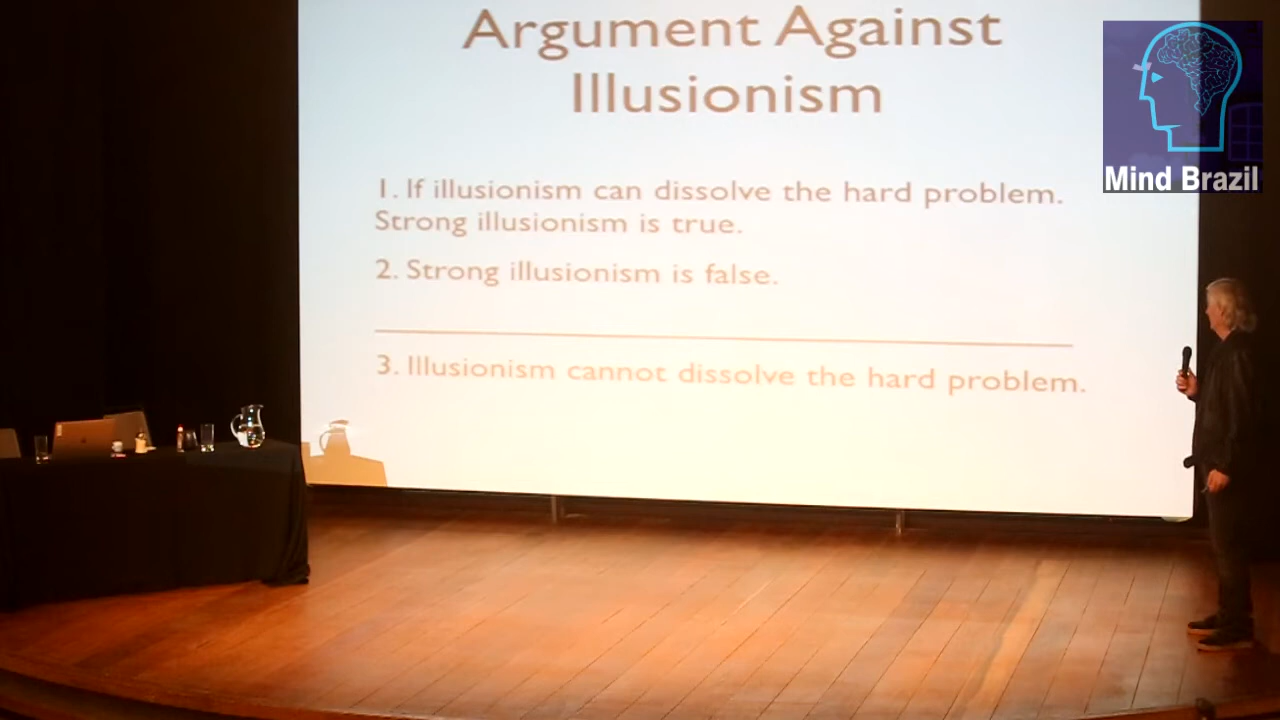 Argument Against
Illusionism
1. If illusionism can dissolve the hard problem.
Strong illusionism is true.
2. Strong illusionism is false.
3. Illusionism cannot dissolve the hard problem.
Mind Brazil